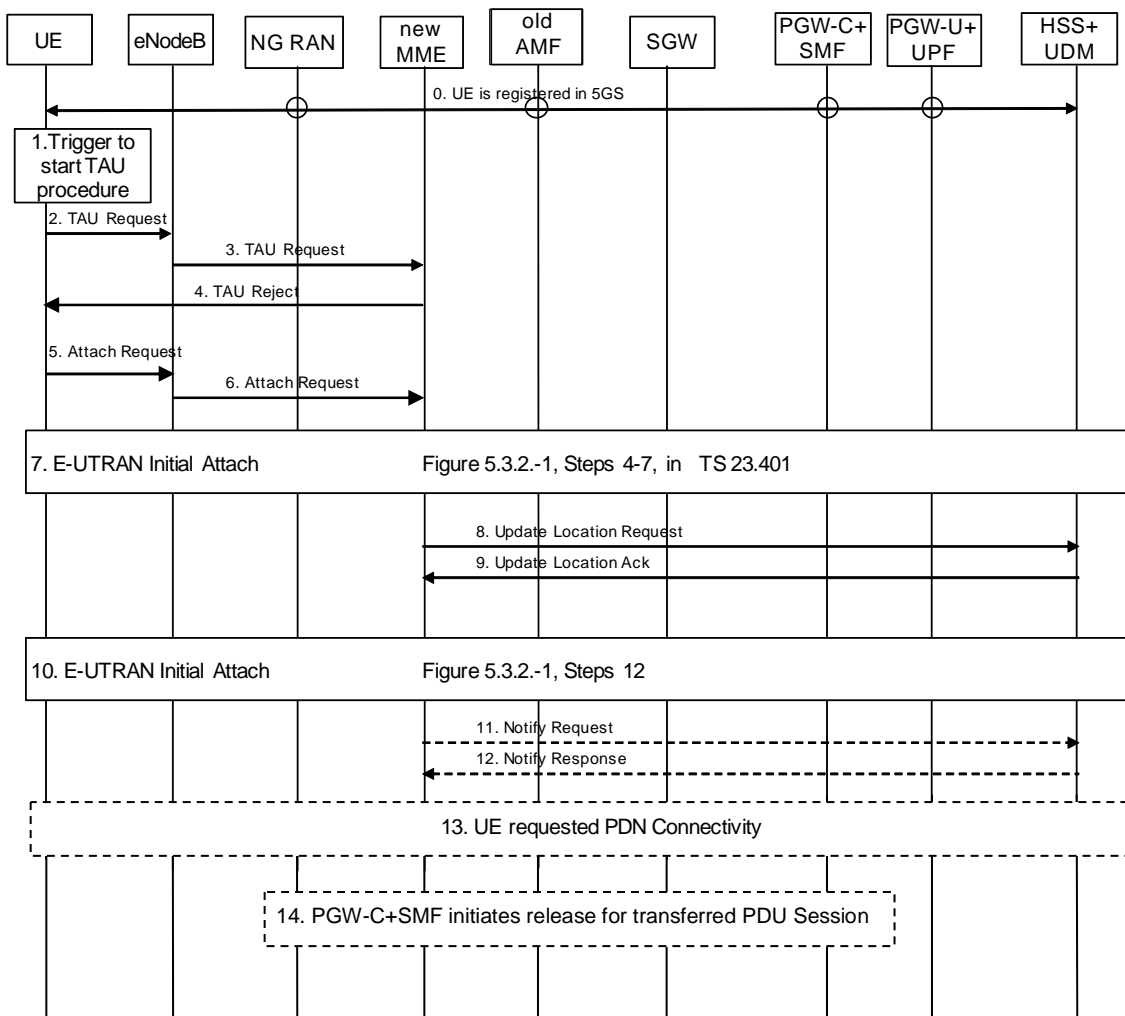 UE
eNodeB
NG RAN
new
MME
old
AMF
SGW
PGW-C+
SMF
PGW-U+
UPF
HSS+
UDM
0. UE is registered in 5GS
1.Trigger to
start TAU
procedure
2. TAU Request
3. TAU Request
4. TAU Reject
5. Attach Request
6. Attach Request
7. E-UTRAN Initial Attach Figure 5.3.2.-1, Steps 4-7, in TS 23.401
8. Update Location Request
9. Update Location Ack
10. E-UTRAN Initial Attach Figure 5.3.2.-1, Steps 12
11. Notify Request
12. Notify Response
13. UE requested PDN Connectivity
14. PGW-C+SMF initiates release for transferred PDU Session